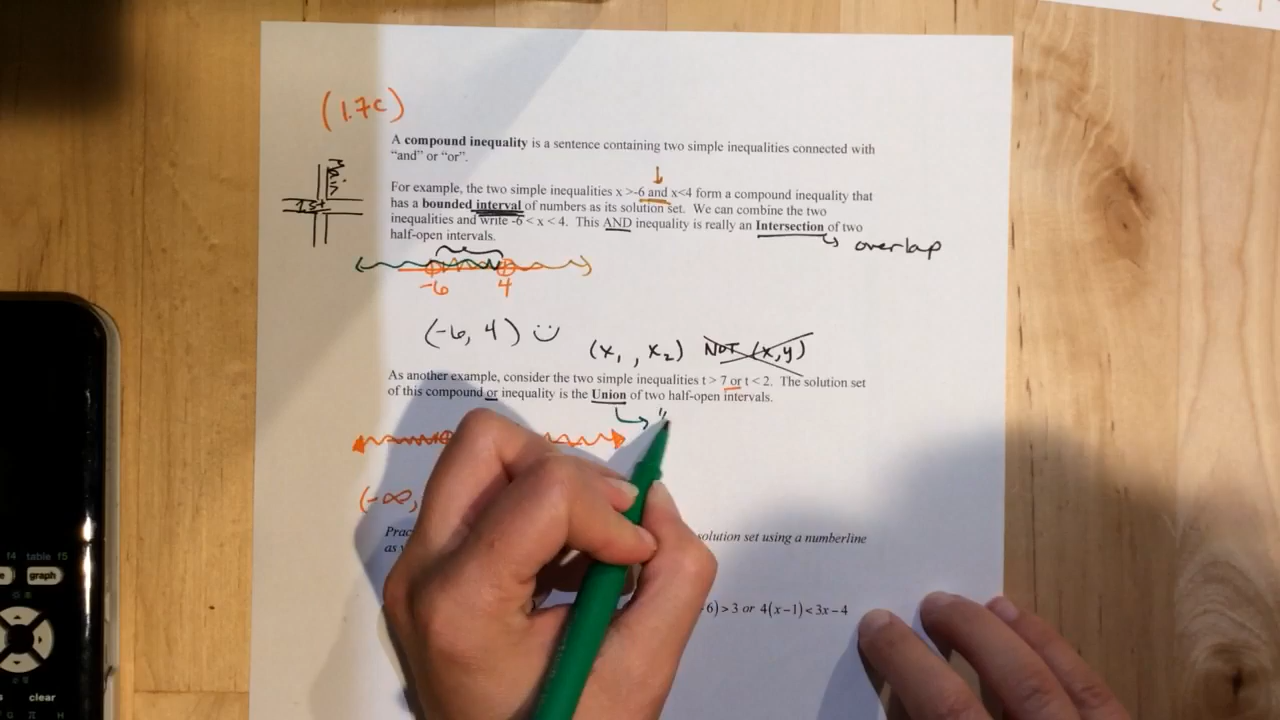 (1.7c)
A compound inequality is a sentence containing two simple inequalities connected with
"and" or "or".
Main
1st
For example, the two simple inequalities x >-6 and x<4 form a compound inequality that
has a bounded interval of numbers as its solution set. We can combine the two
inequalities and write -6 < x < 4. This AND inequality is really an Intersection of two
half-open intervals.
overlap
-6 4
(-6, 4)
(x₁ , x₂) NOT (x,y)
As another example, consider the two simple inequalities t > 7 or t < 2. The solution set
of this compound or inequality is the Union of two half-open intervals.
"
(-∞,
solution set using a numberline
as
6) > 3 or 4(x−1) < 3x − 4
f4 table f5
graph
clear
π H